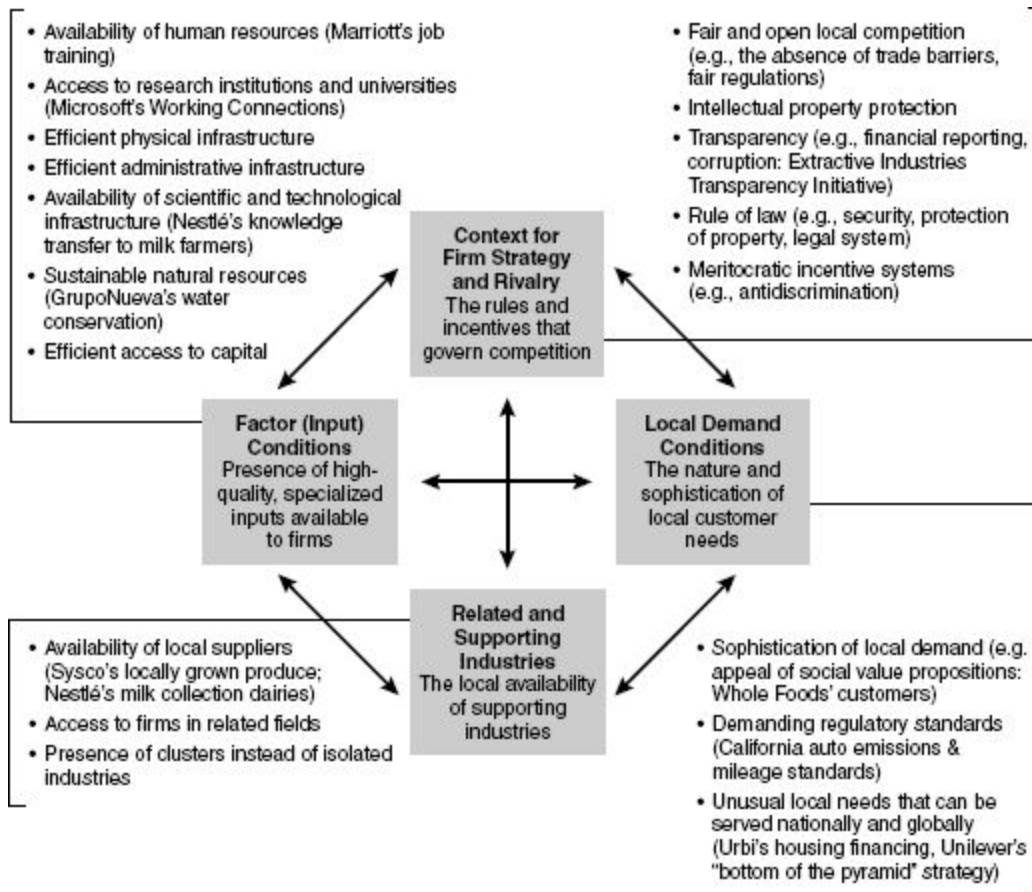 • Availability of human resources (Marriott's job
training)
• Access to research institutions and universities
(Microsoft's Working Connections)
• Efficient physical infrastructure
• Efficient administrative infrastructure
• Availability of scientific and technological
infrastructure (Nestlé's knowledge
transfer to milk farmers)
• Sustainable natural resources
(GrupoNueva's water
conservation)
• Efficient access to capital
• Fair and open local competition
(e.g., the absence of trade barriers,
fair regulations)
• Intellectual property protection
• Transparency (e.g., financial reporting,
corruption: Extractive Industries
Transparency Initiative)
• Rule of law (e.g., security, protection
of property, legal system)
• Meritocratic incentive systems
(e.g., antidiscrimination)
Context for
Firm Strategy
and Rivalry
The rules and
incentives that
govern competition
Factor (Input)
Conditions
Presence of high-
quality, specialized
inputs available
to firms
Local Demand
Conditions
The nature and
sophistication of
local customer
needs
Related and
Supporting
Industries
The local availability
of supporting
industries
• Availability of local suppliers
(Sysco's locally grown produce;
Nestlé's milk collection dairies)
• Access to firms in related fields
• Presence of clusters instead of isolated
industries
• Sophistication of local demand (e.g.
appeal of social value propositions:
Whole Foods' customers)
• Demanding regulatory standards
(California auto emissions &
mileage standards)
• Unusual local needs that can be
served nationally and globally
(Urbi's housing financing, Unilever's
"bottom of the pyramid" strategy)